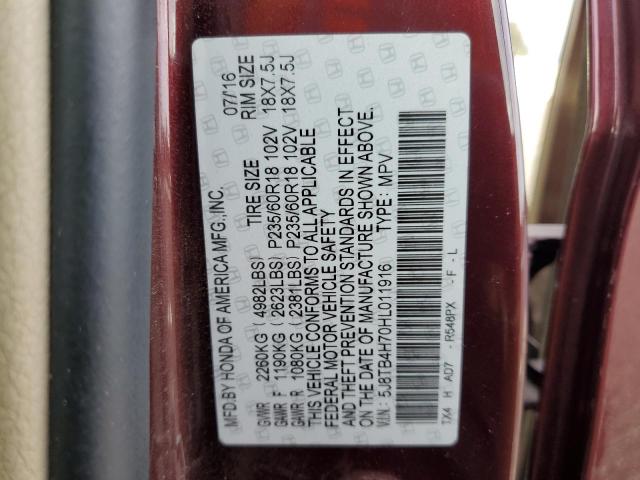 MFD.BY HONDA OF AMERICA MFG.,INC. 07/16
TIRE SIZE RIM SIZE
GVWR 2260KG ( 4982LBS)
GAWR F 1190KG ( 2623LBS) P235/60R18 102V 18X7.5J
GAWR R 1080KG ( 2381LBS) P235/60R18 102V 18X7.5J
THIS VEHICLE CONFORMS TO ALL APPLICABLE
FEDERAL MOTOR VEHICLE SAFETY
AND THEFT PREVENTION STANDARDS IN EFFECT
ON THE DATE OF MANUFACTURE SHOWN ABOVE.
V.I.N.: 5J8TB4H70HL011916 TYPE: MPV
TX4 H AD7 - R548PX - F - L